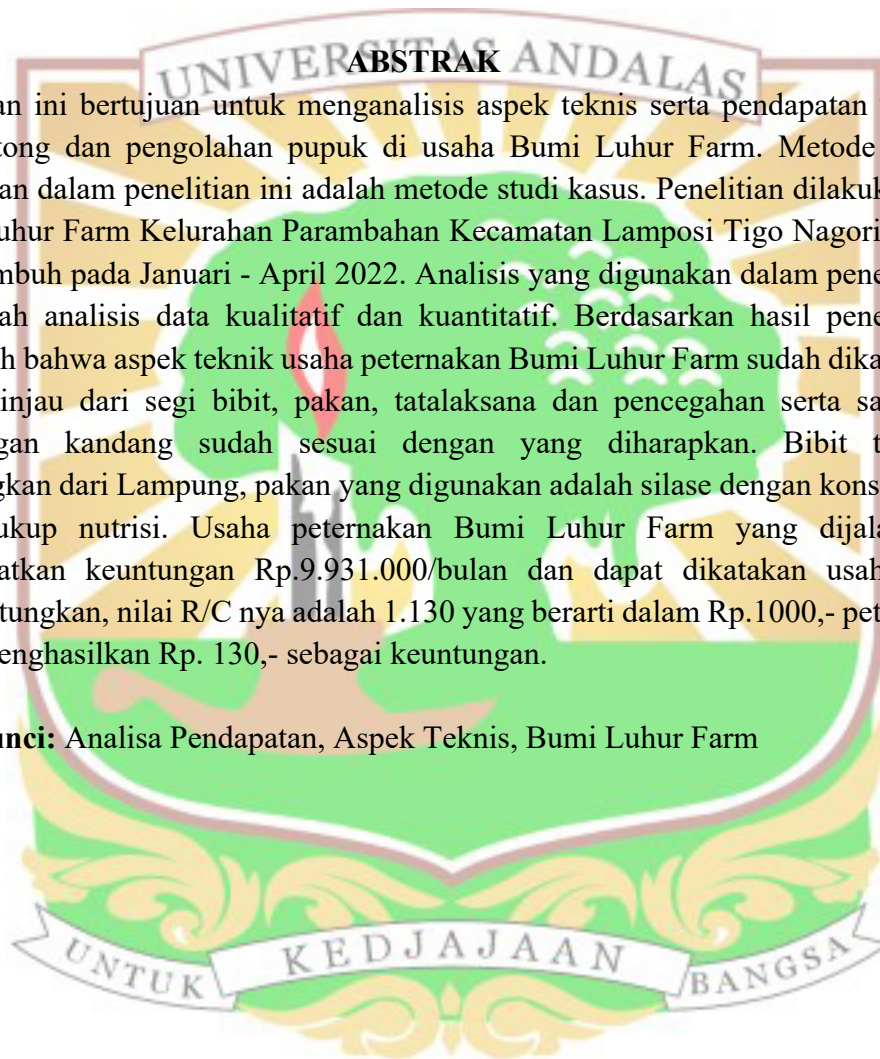 UNIVERSITAS ANDALAS
ABSTRAK
an ini bertujuan untuk menganalisis aspek teknis serta pendapatan
tong dan pengolahan pupuk di usaha Bumi Luhur Farm. Metode
an dalam penelitian ini adalah metode studi kasus. Penelitian dilakuk
uhur Farm Kelurahan Parambahan Kecamatan Lamposi Tigo Nagori
mbuh pada Januari - April 2022. Analisis yang digunakan dalam pene
ah analisis data kualitatif dan kuantitatif. Berdasarkan hasil pene
h bahwa aspek teknik usaha peternakan Bumi Luhur Farm sudah dika
injau dari segi bibit, pakan, tatalaksana dan pencegahan serta sa
gan kandang sudah sesuai dengan yang diharapkan. Bibit t
gkan dari Lampung, pakan yang digunakan adalah silase dengan kons
ukup nutrisi. Usaha peternakan Bumi Luhur Farm yang dijala
atkan keuntungan Rp.9.931.000/bulan dan dapat dikatakan usah
tungkan, nilai R/C nya adalah 1.130 yang berarti dalam Rp.1000,- pet
enghasilkan Rp. 130,- sebagai keuntungan.
unci: Analisa Pendapatan, Aspek Teknis, Bumi Luhur Farm
UNTUK KEDJAJAAN BANGSA